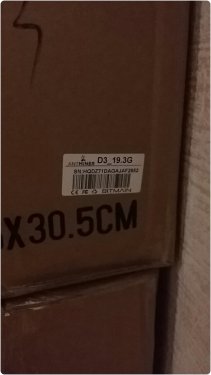 ANTMINER D3_19.3G
BITMAIN
X30.5CM